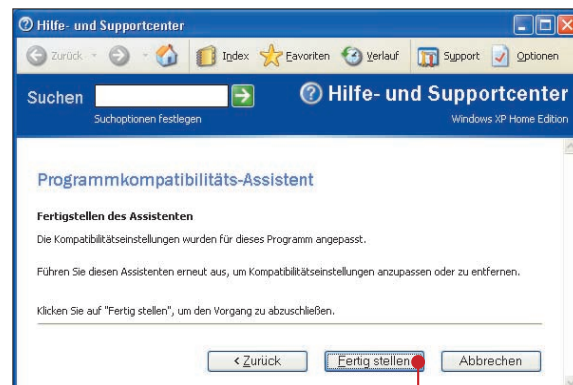 Hilfe- und Supportcenter
Zurück Index Favoriten Verlauf Support Optionen
Suchen
Suchoptionen festlegen
Hilfe- und Supportcenter
Windows XP Home Edition
Programmkompatibilitäts-Assistent
Fertigstellen des Assistenten
Die Kompatibilitätseinstellungen wurden für dieses Programm angepasst.
Führen Sie diesen Assistenten erneut aus, um Kompatibilitätseinstellungen anzupassen oder zu entfernen.
Klicken Sie auf "Fertig stellen", um den Vorgang zu abzuschließen.
< Zurück Fertig stellen Abbrechen